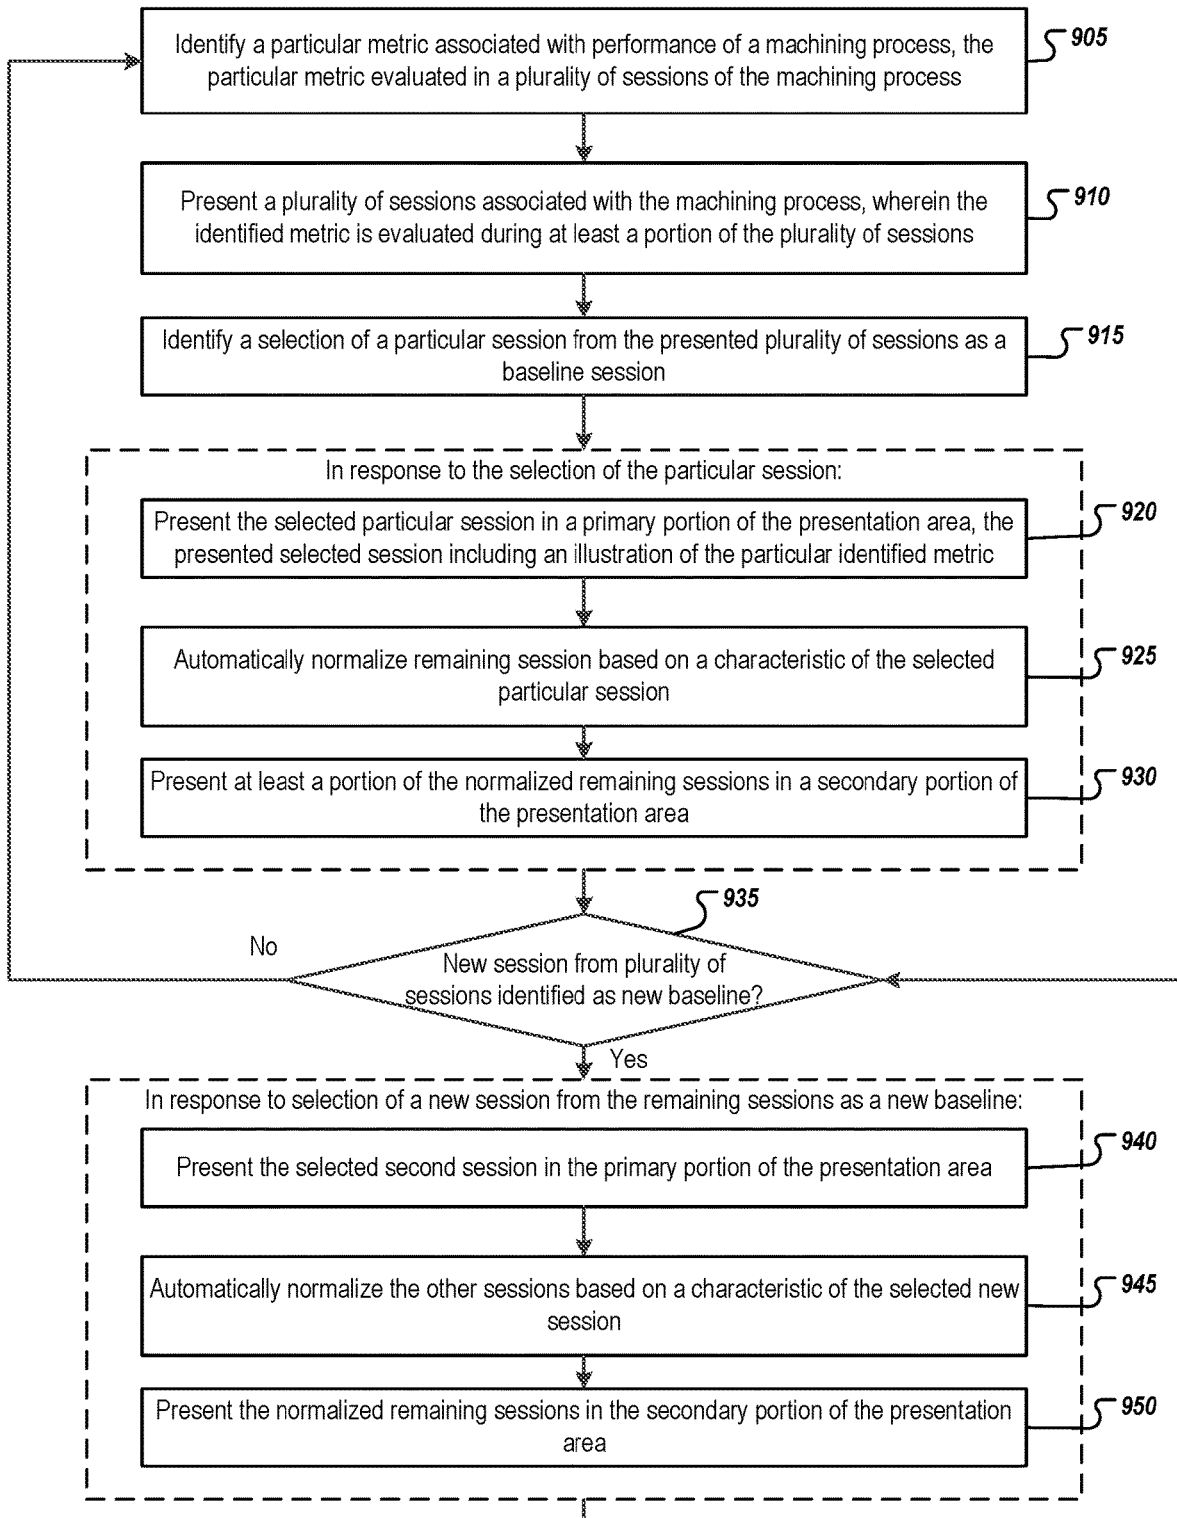 Identify a particular metric associated with performance of a machining process, the
particular metric evaluated in a plurality of sessions of the machining process
905
Present a plurality of sessions associated with the machining process, wherein the
identified metric is evaluated during at least a portion of the plurality of sessions
910
Identify a selection of a particular session from the presented plurality of sessions as a
baseline session
915
In response to the selection of the particular session:
Present the selected particular session in a primary portion of the presentation area, the
presented selected session including an illustration of the particular identified metric
920
Automatically normalize remaining session based on a characteristic of the selected
particular session
925
Present at least a portion of the normalized remaining sessions in a secondary portion of
the presentation area
930
935
No
New session from plurality of
sessions identified as new baseline?
Yes
In response to selection of a new session from the remaining sessions as a new baseline:
Present the selected second session in the primary portion of the presentation area
940
Automatically normalize the other sessions based on a characteristic of the selected new
session
945
Present the normalized remaining sessions in the secondary portion of the presentation
area
950